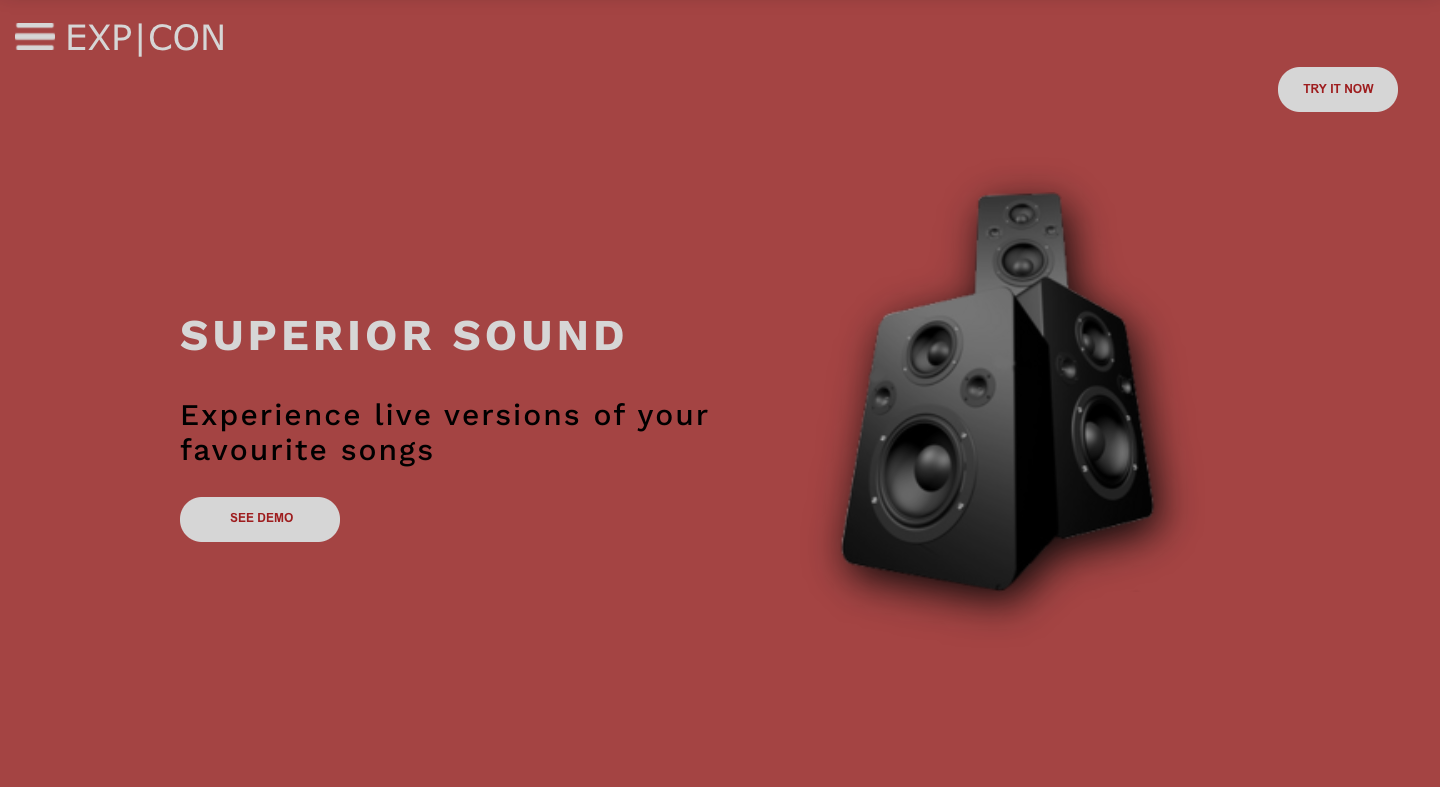 EXP|CON
TRY IT NOW
SUPERIOR SOUND
Experience live versions of your
favourite songs
SEE DEMO